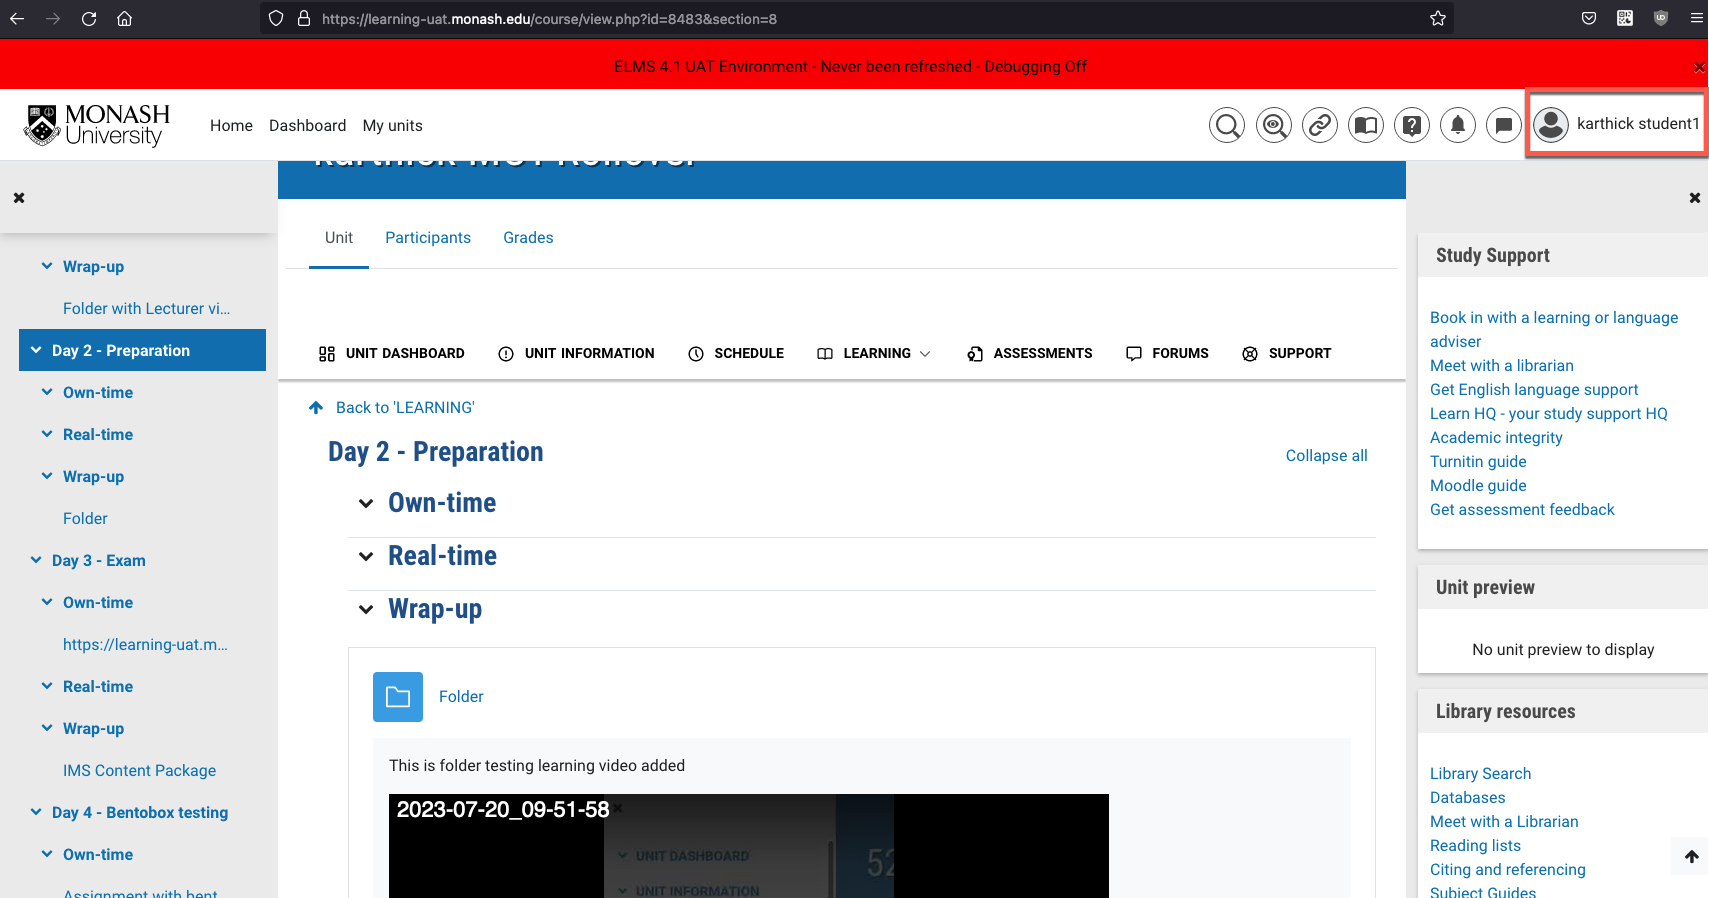 https://learning-uat.monash.edu/course/view.php?id=8483&section=8
ELMS 4.1 UAT Environment - Never been refreshed - Debugging Off
MONASH University
Home Dashboard My units
karthick student1
Wrap-up
Folder with Lecturer vi...
Day 2 - Preparation
Own-time
Real-time
Wrap-up
Folder
Day 3 - Exam
Own-time
https://learning-uat.m...
Real-time
Wrap-up
IMS Content Package
Day 4 - Bentobox testing
Own-time
Assignment with bent
Unit Participants Grades
UNIT DASHBOARD UNIT INFORMATION SCHEDULE LEARNING ASSESSMENTS FORUMS SUPPORT
Back to 'LEARNING'
Day 2 - Preparation
Collapse all
Own-time
Real-time
Wrap-up
Folder
This is folder testing learning video added
2023-07-20_09-51-58
UNIT DASHBOARD
52
UNIT INFORMATION
Study Support
Book in with a learning or language
adviser
Meet with a librarian
Get English language support
Learn HQ - your study support HQ
Academic integrity
Turnitin guide
Moodle guide
Get assessment feedback
Unit preview
No unit preview to display
Library resources
Library Search
Databases
Meet with a Librarian
Reading lists
Citing and referencing
Subject Guides